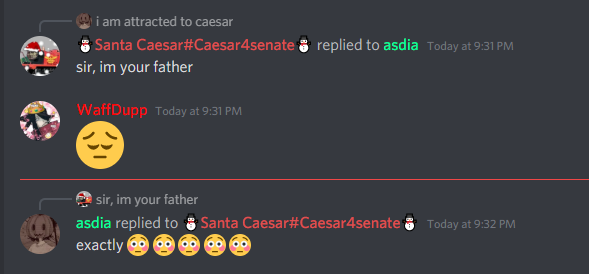 i am attracted to caesar
⛄Santa Caesar#Caesar4senate⛄ replied to asdia Today at 9:31 PM
sir, im your father
WaffDupp Today at 9:31 PM
😔
sir, im your father
asdia replied to ⛄Santa Caesar#Caesar4senate⛄ Today at 9:32 PM
exactly 😳😳😳😳😳